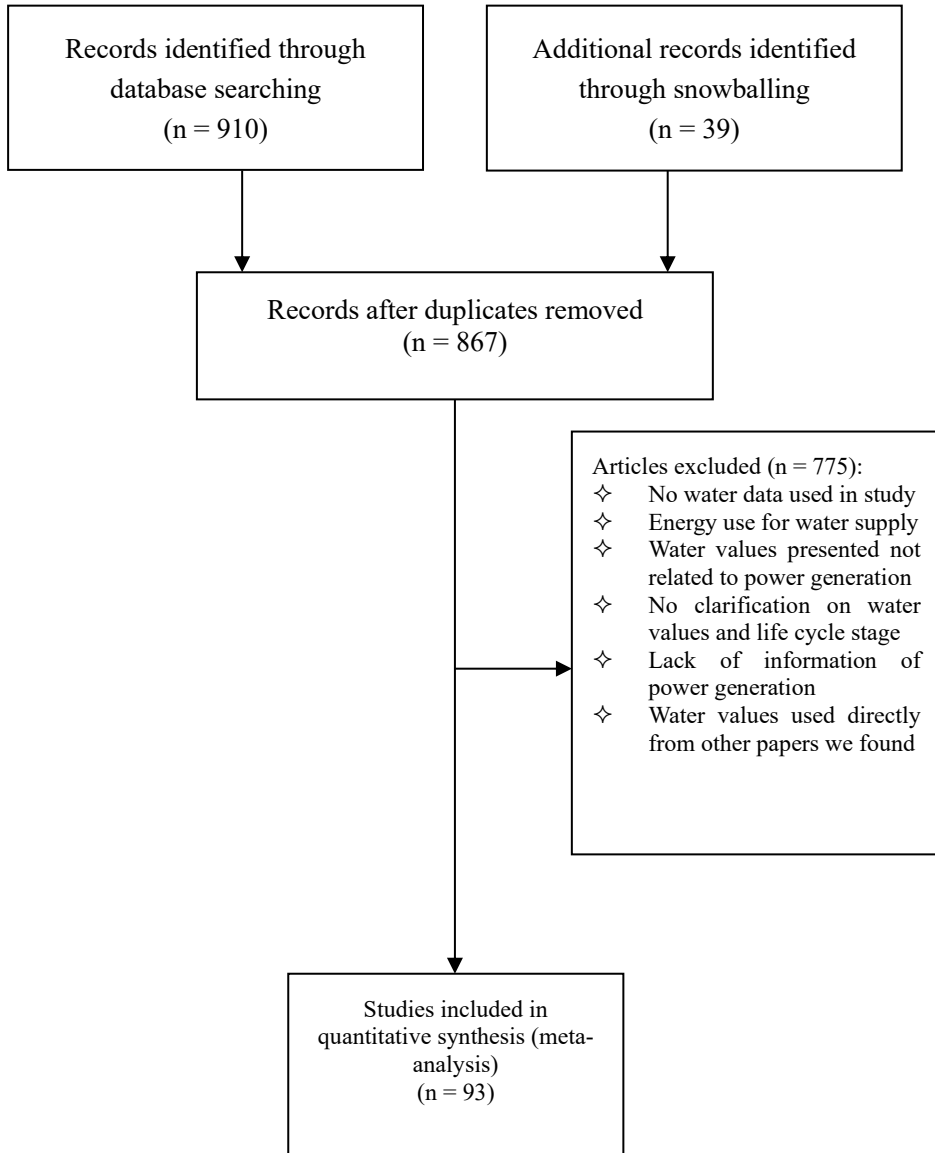 Records identified through
database searching
(n = 910)
Additional records identified
through snowballing
(n = 39)
Records after duplicates removed
(n = 867)
Articles excluded (n = 775):
✧ No water data used in study
✧ Energy use for water supply
✧ Water values presented not
related to power generation
✧ No clarification on water
values and life cycle stage
✧ Lack of information of
power generation
✧ Water values used directly
from other papers we found
Studies included in
quantitative synthesis (meta-
analysis)
(n = 93)